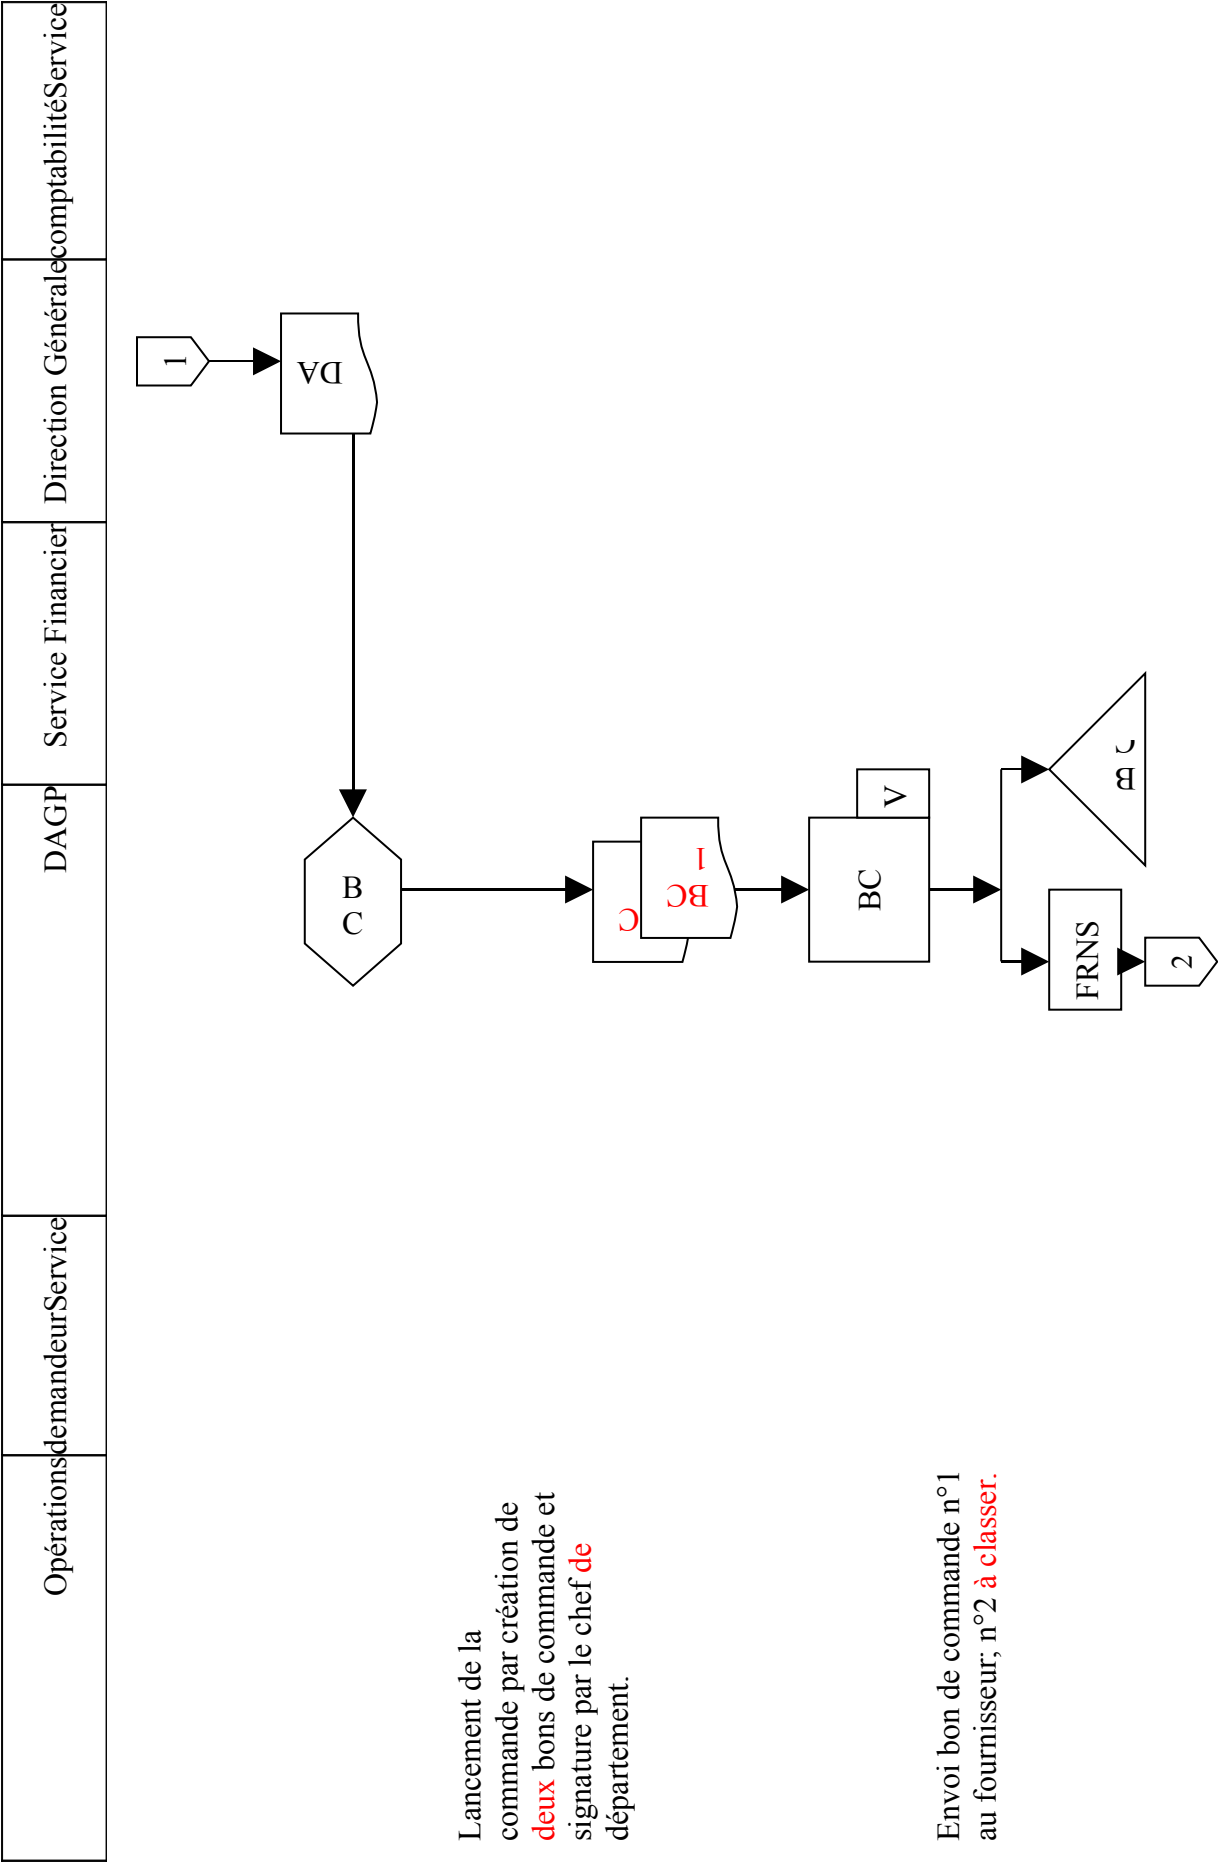 Opérations
demandeurService
DAGP
Service Financier
Direction Générale
comptabilitéService
1
DA
B
C
Lancement de la
commande par création de
deux bons de commande et
signature par le chef de
département.
C
BC
1
BC
V
Envoi bon de commande n°1
au fournisseur; n°2 à classer.
FRNS
B
C
2